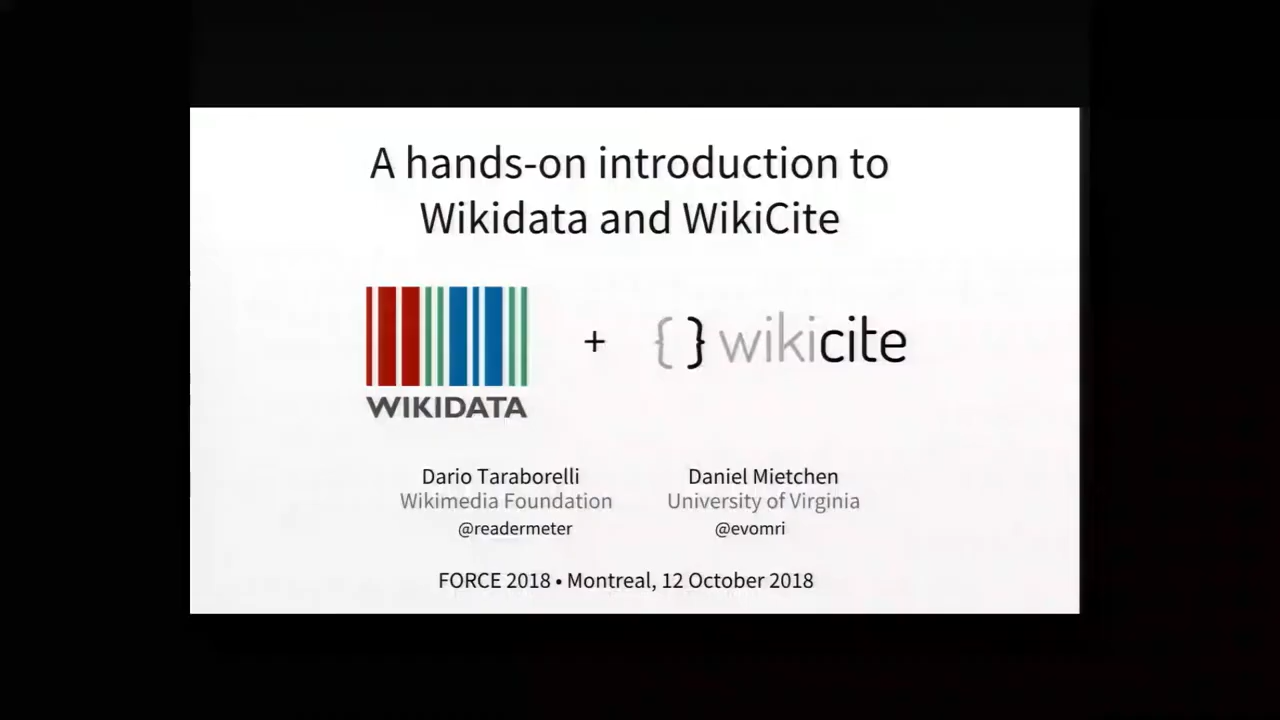 A hands-on introduction to
Wikidata and WikiCite
WIKIDATA
+
{ } wikicite
Dario Taraborelli
Wikimedia Foundation
@readermeter
Daniel Mietchen
University of Virginia
@evomri
FORCE 2018 • Montreal, 12 October 2018